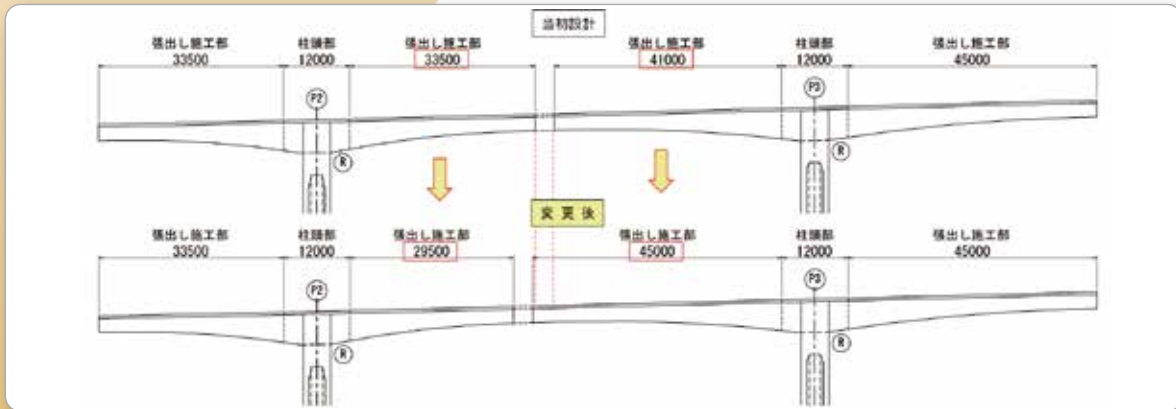 当初設計
張出し施工部 柱頭部 張出し施工部 張出し施工部 柱頭部 張出し施工部
33500 12000 33500 41000 12000 45000
P2 P3
R R
変更後
張出し施工部 柱頭部 張出し施工部 張出し施工部 柱頭部 張出し施工部
33500 12000 29500 45000 12000 45000
P2 P3
R R